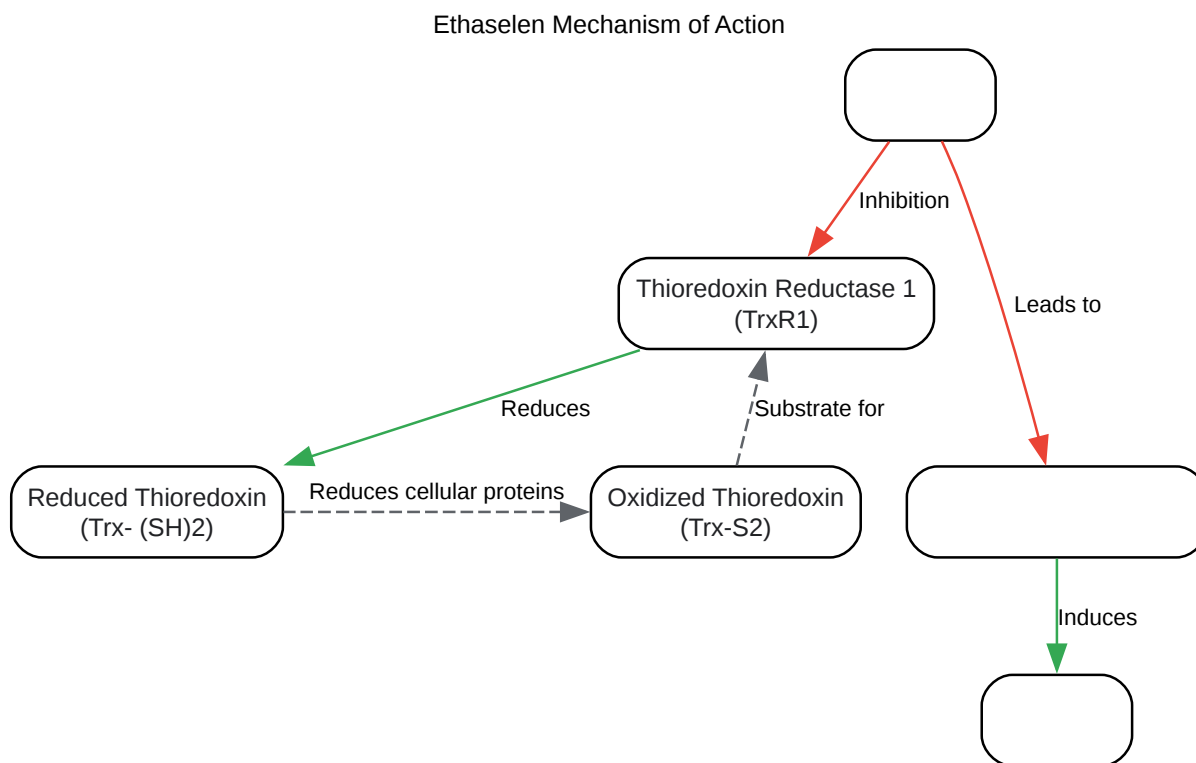 Ethaselen Mechanism of Action
Inhibition
Thioredoxin Reductase 1
(TrxR1)
Leads to
Reduces
Substrate for
Reduced Thioredoxin
(Trx- (SH)2)
Reduces cellular proteins
Oxidized Thioredoxin
(Trx-S2)
Induces